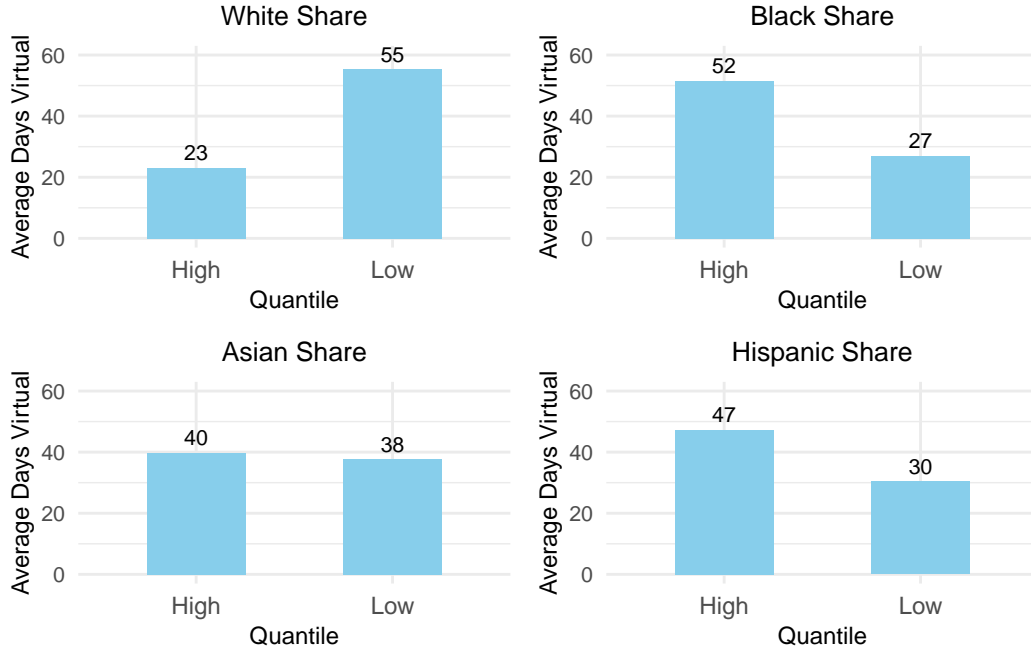 White Share
Average Days Virtual
60
40
20
0
23
55
High
Low
Quantile
Black Share
Average Days Virtual
60
40
20
0
52
27
High
Low
Quantile
Asian Share
Average Days Virtual
60
40
20
0
40
38
High
Low
Quantile
Hispanic Share
Average Days Virtual
60
40
20
0
47
30
High
Low
Quantile